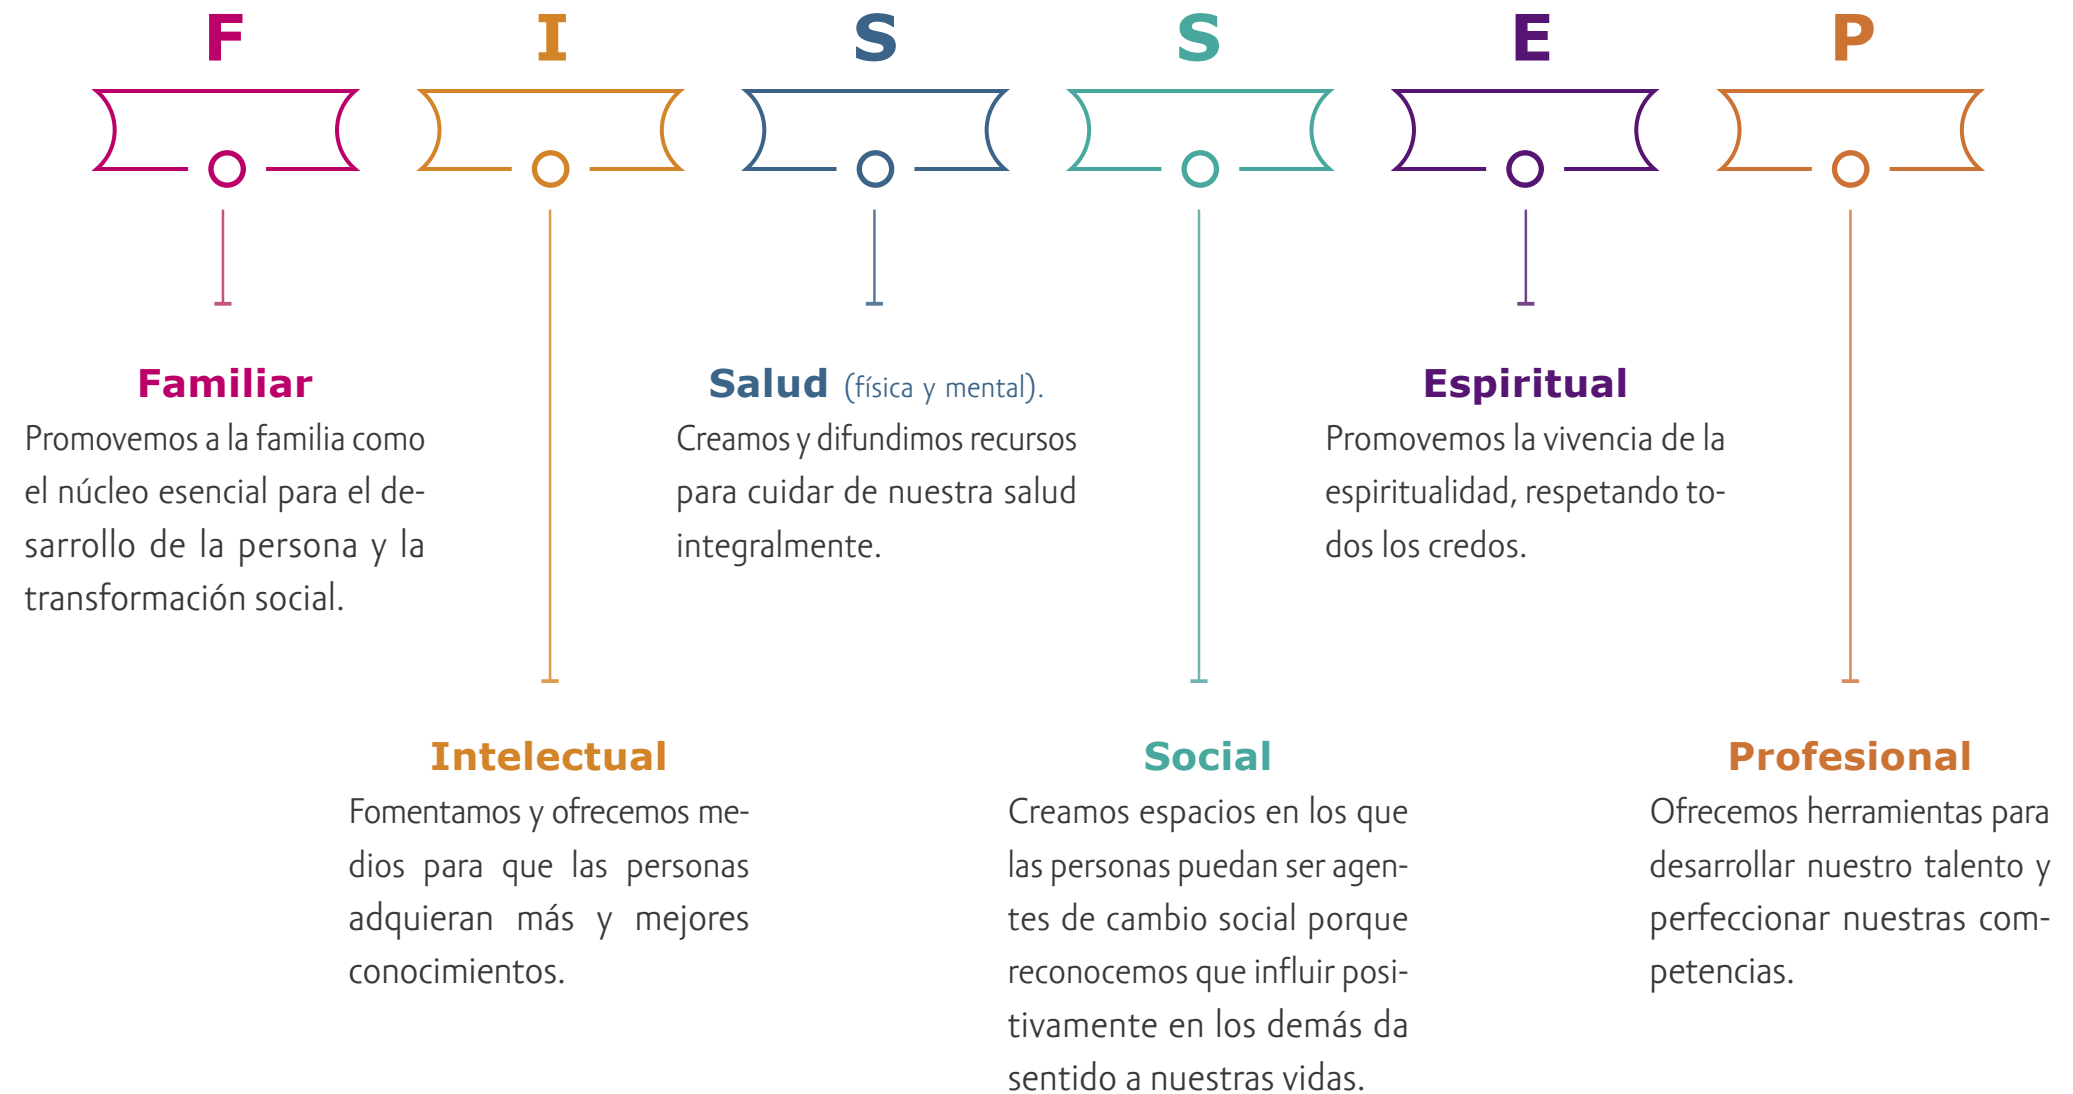 F
I
S
S
E
P
Familiar
Promovemos a la familia como
el núcleo esencial para el de-
sarrollo de la persona y la
transformación social.
Salud (física y mental).
Creamos y difundimos recursos
para cuidar de nuestra salud
integralmente.
Espiritual
Promovemos la vivencia de la
espiritualidad, respetando to-
dos los credos.
Intelectual
Fomentamos y ofrecemos me-
dios para que las personas
adquieran más y mejores
conocimientos.
Social
Creamos espacios en los que
las personas puedan ser agen-
tes de cambio social porque
reconocemos que influir posi-
tivamente en los demás da
sentido a nuestras vidas.
Profesional
Ofrecemos herramientas para
desarrollar nuestro talento y
perfeccionar nuestras com-
petencias.